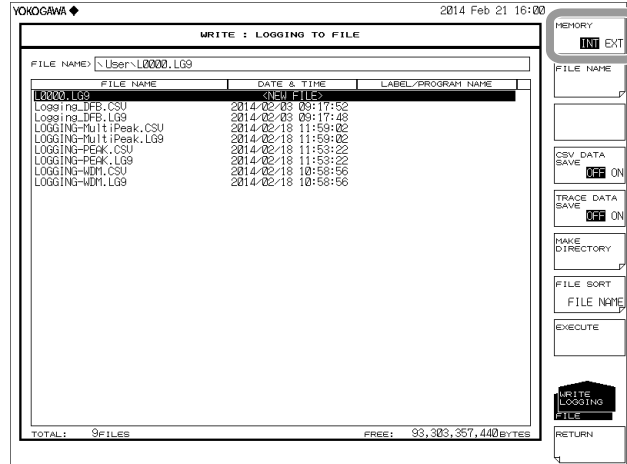 YOKOGAWA ◆
2014 Feb 21 16:00
WRITE : LOGGING TO FILE
FILE NAME> \User\L0000.LG9
FILE NAME DATE & TIME LABEL/PROGRAM NAME
L0000.LG9 <NEW FILE>
Logging_DFB.CSV 2014/02/03 09:17:52
Logging_DFB.LG9 2014/02/03 09:17:48
LOGGING-MultiPeak.CSV 2014/02/18 11:59:02
LOGGING-MultiPeak.LG9 2014/02/18 11:59:02
LOGGING-PEAK.CSV 2014/02/18 11:53:22
LOGGING-PEAK.LG9 2014/02/18 11:53:22
LOGGING-WDM.CSV 2014/02/18 10:58:56
LOGGING-WDM.LG9 2014/02/18 10:58:56
TOTAL: 9FILES FREE: 93,303,357,440BYTES
MEMORY
INT EXT
FILE NAME
CSV DATA
SAVE
OFF ON
TRACE DATA
SAVE
OFF ON
MAKE
DIRECTORY
FILE SORT
FILE NAME
EXECUTE
WRITE
LOGGING
FILE
RETURN